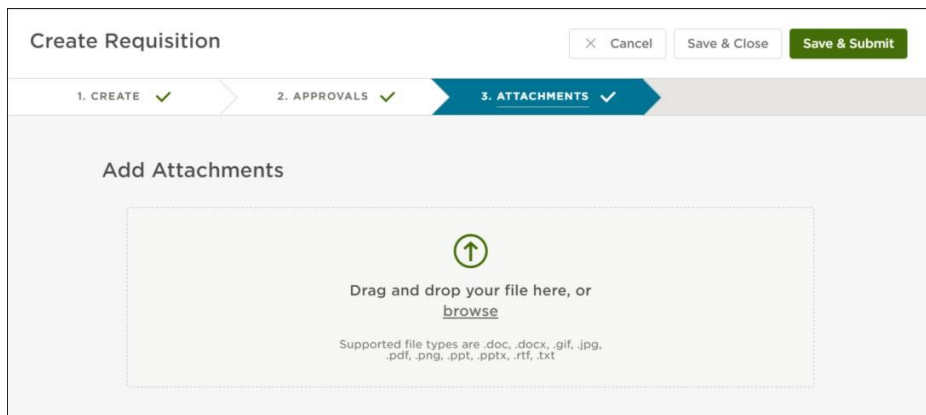 Create Requisition
Cancel
Save & Close
Save & Submit
1. CREATE
2. APPROVALS
3. ATTACHMENTS
Add Attachments
Drag and drop your file here, or
browse
Supported file types are .doc, .docx, .gif, .jpg,
.pdf, .png, .ppt, .pptx, .rtf, .txt